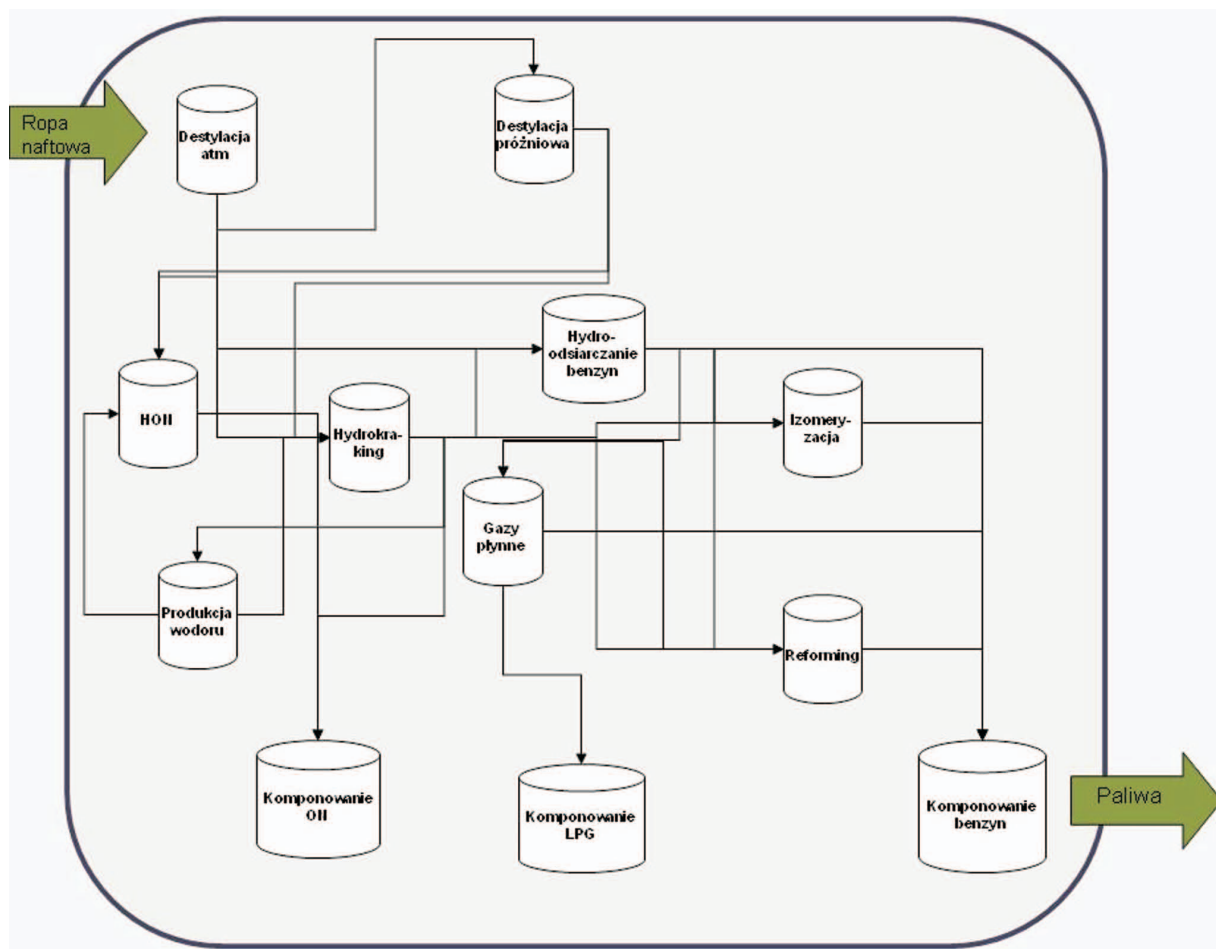 Ropa
naftowa
Destylacja
atm
Destylacja
próżniowa
Hydro-
odsiarczanie
benzyn
HON
Hydrokra-
king
Izomery-
zacja
Gazy
płynne
Produkcja
wodoru
Reforming
Komponowanie
ON
Komponowanie
LPG
Komponowanie
benzyn
Paliwa